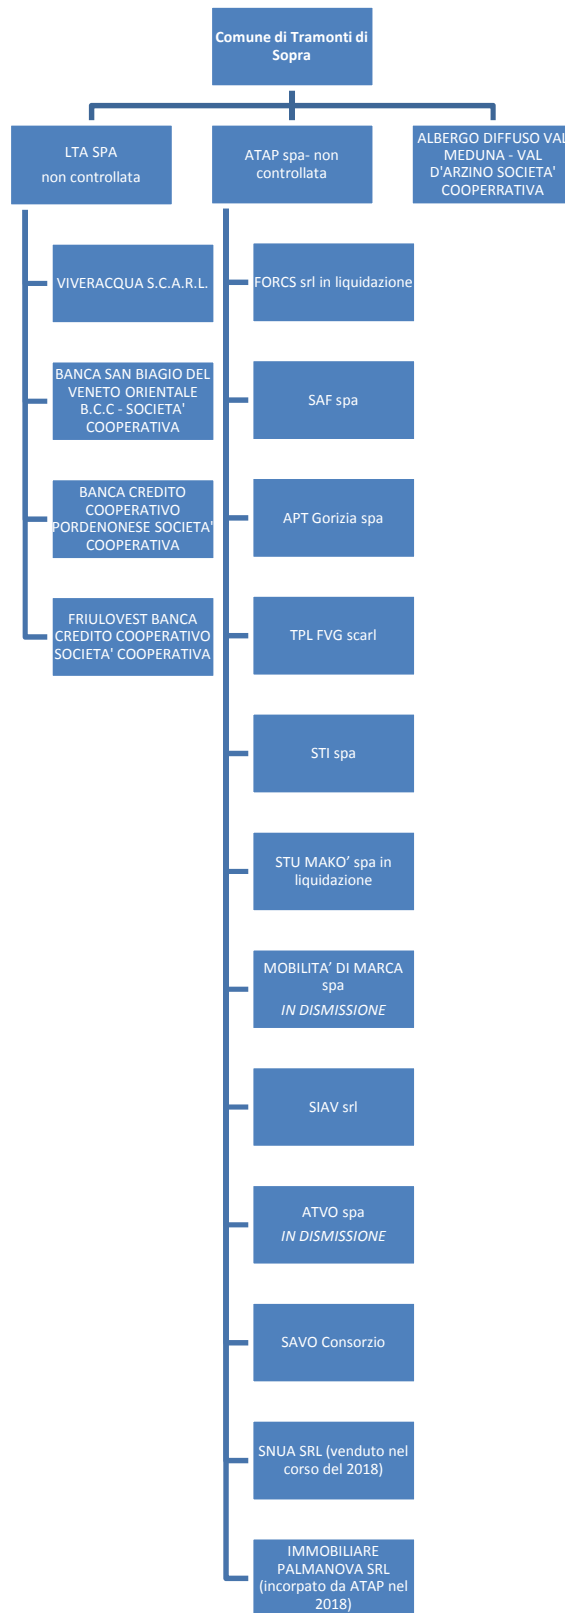 Comune di Tramonti di
Sopra
LTA SPA
non controllata
ATAP spa- non
controllata
ALBERGO DIFFUSO VAL
MEDUNA - VAL
D'ARZINO SOCIETA'
COOPERRATIVA
VIVERACQUA S.C.A.R.L.
BANCA SAN BIAGIO DEL
VENETO ORIENTALE
B.C.C - SOCIETA'
COOPERATIVA
BANCA CREDITO
COOPERATIVO
PORDENONESE SOCIETA'
COOPERATIVA
FRIULOVEST BANCA
CREDITO COOPERATIVO
SOCIETA' COOPERATIVA
FORCS srl in liquidazione
SAF spa
APT Gorizia spa
TPL FVG scarl
STI spa
STU MAKO’ spa in
liquidazione
MOBILITA’ DI MARCA
spa
IN DISMISSIONE
SIAV srl
ATVO spa
IN DISMISSIONE
SAVO Consorzio
SNUA SRL (venduto nel
corso del 2018)
IMMOBILIARE
PALMANOVA SRL
(incorpato da ATAP nel
2018)